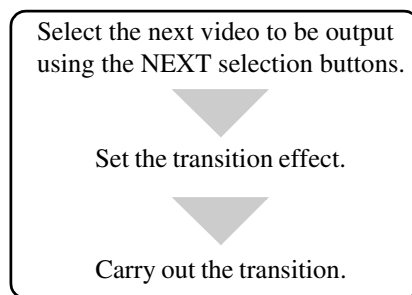 Select the next video to be output
using the NEXT selection buttons.
Set the transition effect.
Carry out the transition.